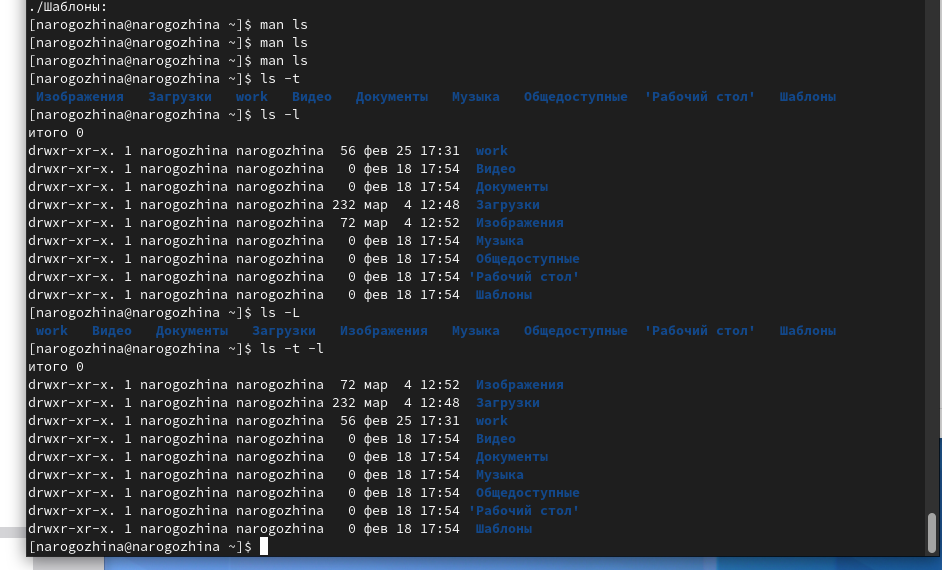 ./Шаблоны:
[narogozhina@narogozhina ~]$ man ls
[narogozhina@narogozhina ~]$ man ls
[narogozhina@narogozhina ~]$ man ls
[narogozhina@narogozhina ~]$ ls -t
Изображения Загрузки work Видео Документы Музыка Общедоступные 'Рабочий стол' Шаблоны
[narogozhina@narogozhina ~]$ ls -l
итого 0
drwxr-xr-x. 1 narogozhina narogozhina 56 фев 25 17:31 work
drwxr-xr-x. 1 narogozhina narogozhina 0 фев 18 17:54 Видео
drwxr-xr-x. 1 narogozhina narogozhina 0 фев 18 17:54 Документы
drwxr-xr-x. 1 narogozhina narogozhina 232 мар 4 12:48 Загрузки
drwxr-xr-x. 1 narogozhina narogozhina 72 мар 4 12:52 Изображения
drwxr-xr-x. 1 narogozhina narogozhina 0 фев 18 17:54 Музыка
drwxr-xr-x. 1 narogozhina narogozhina 0 фев 18 17:54 Общедоступные
drwxr-xr-x. 1 narogozhina narogozhina 0 фев 18 17:54 'Рабочий стол'
drwxr-xr-x. 1 narogozhina narogozhina 0 фев 18 17:54 Шаблоны
[narogozhina@narogozhina ~]$ ls -L
work Видео Документы Загрузки Изображения Музыка Общедоступные 'Рабочий стол' Шаблоны
[narogozhina@narogozhina ~]$ ls -t -l
итого 0
drwxr-xr-x. 1 narogozhina narogozhina 72 мар 4 12:52 Изображения
drwxr-xr-x. 1 narogozhina narogozhina 232 мар 4 12:48 Загрузки
drwxr-xr-x. 1 narogozhina narogozhina 56 фев 25 17:31 work
drwxr-xr-x. 1 narogozhina narogozhina 0 фев 18 17:54 Видео
drwxr-xr-x. 1 narogozhina narogozhina 0 фев 18 17:54 Документы
drwxr-xr-x. 1 narogozhina narogozhina 0 фев 18 17:54 Музыка
drwxr-xr-x. 1 narogozhina narogozhina 0 фев 18 17:54 Общедоступные
drwxr-xr-x. 1 narogozhina narogozhina 0 фев 18 17:54 'Рабочий стол'
drwxr-xr-x. 1 narogozhina narogozhina 0 фев 18 17:54 Шаблоны
[narogozhina@narogozhina ~]$